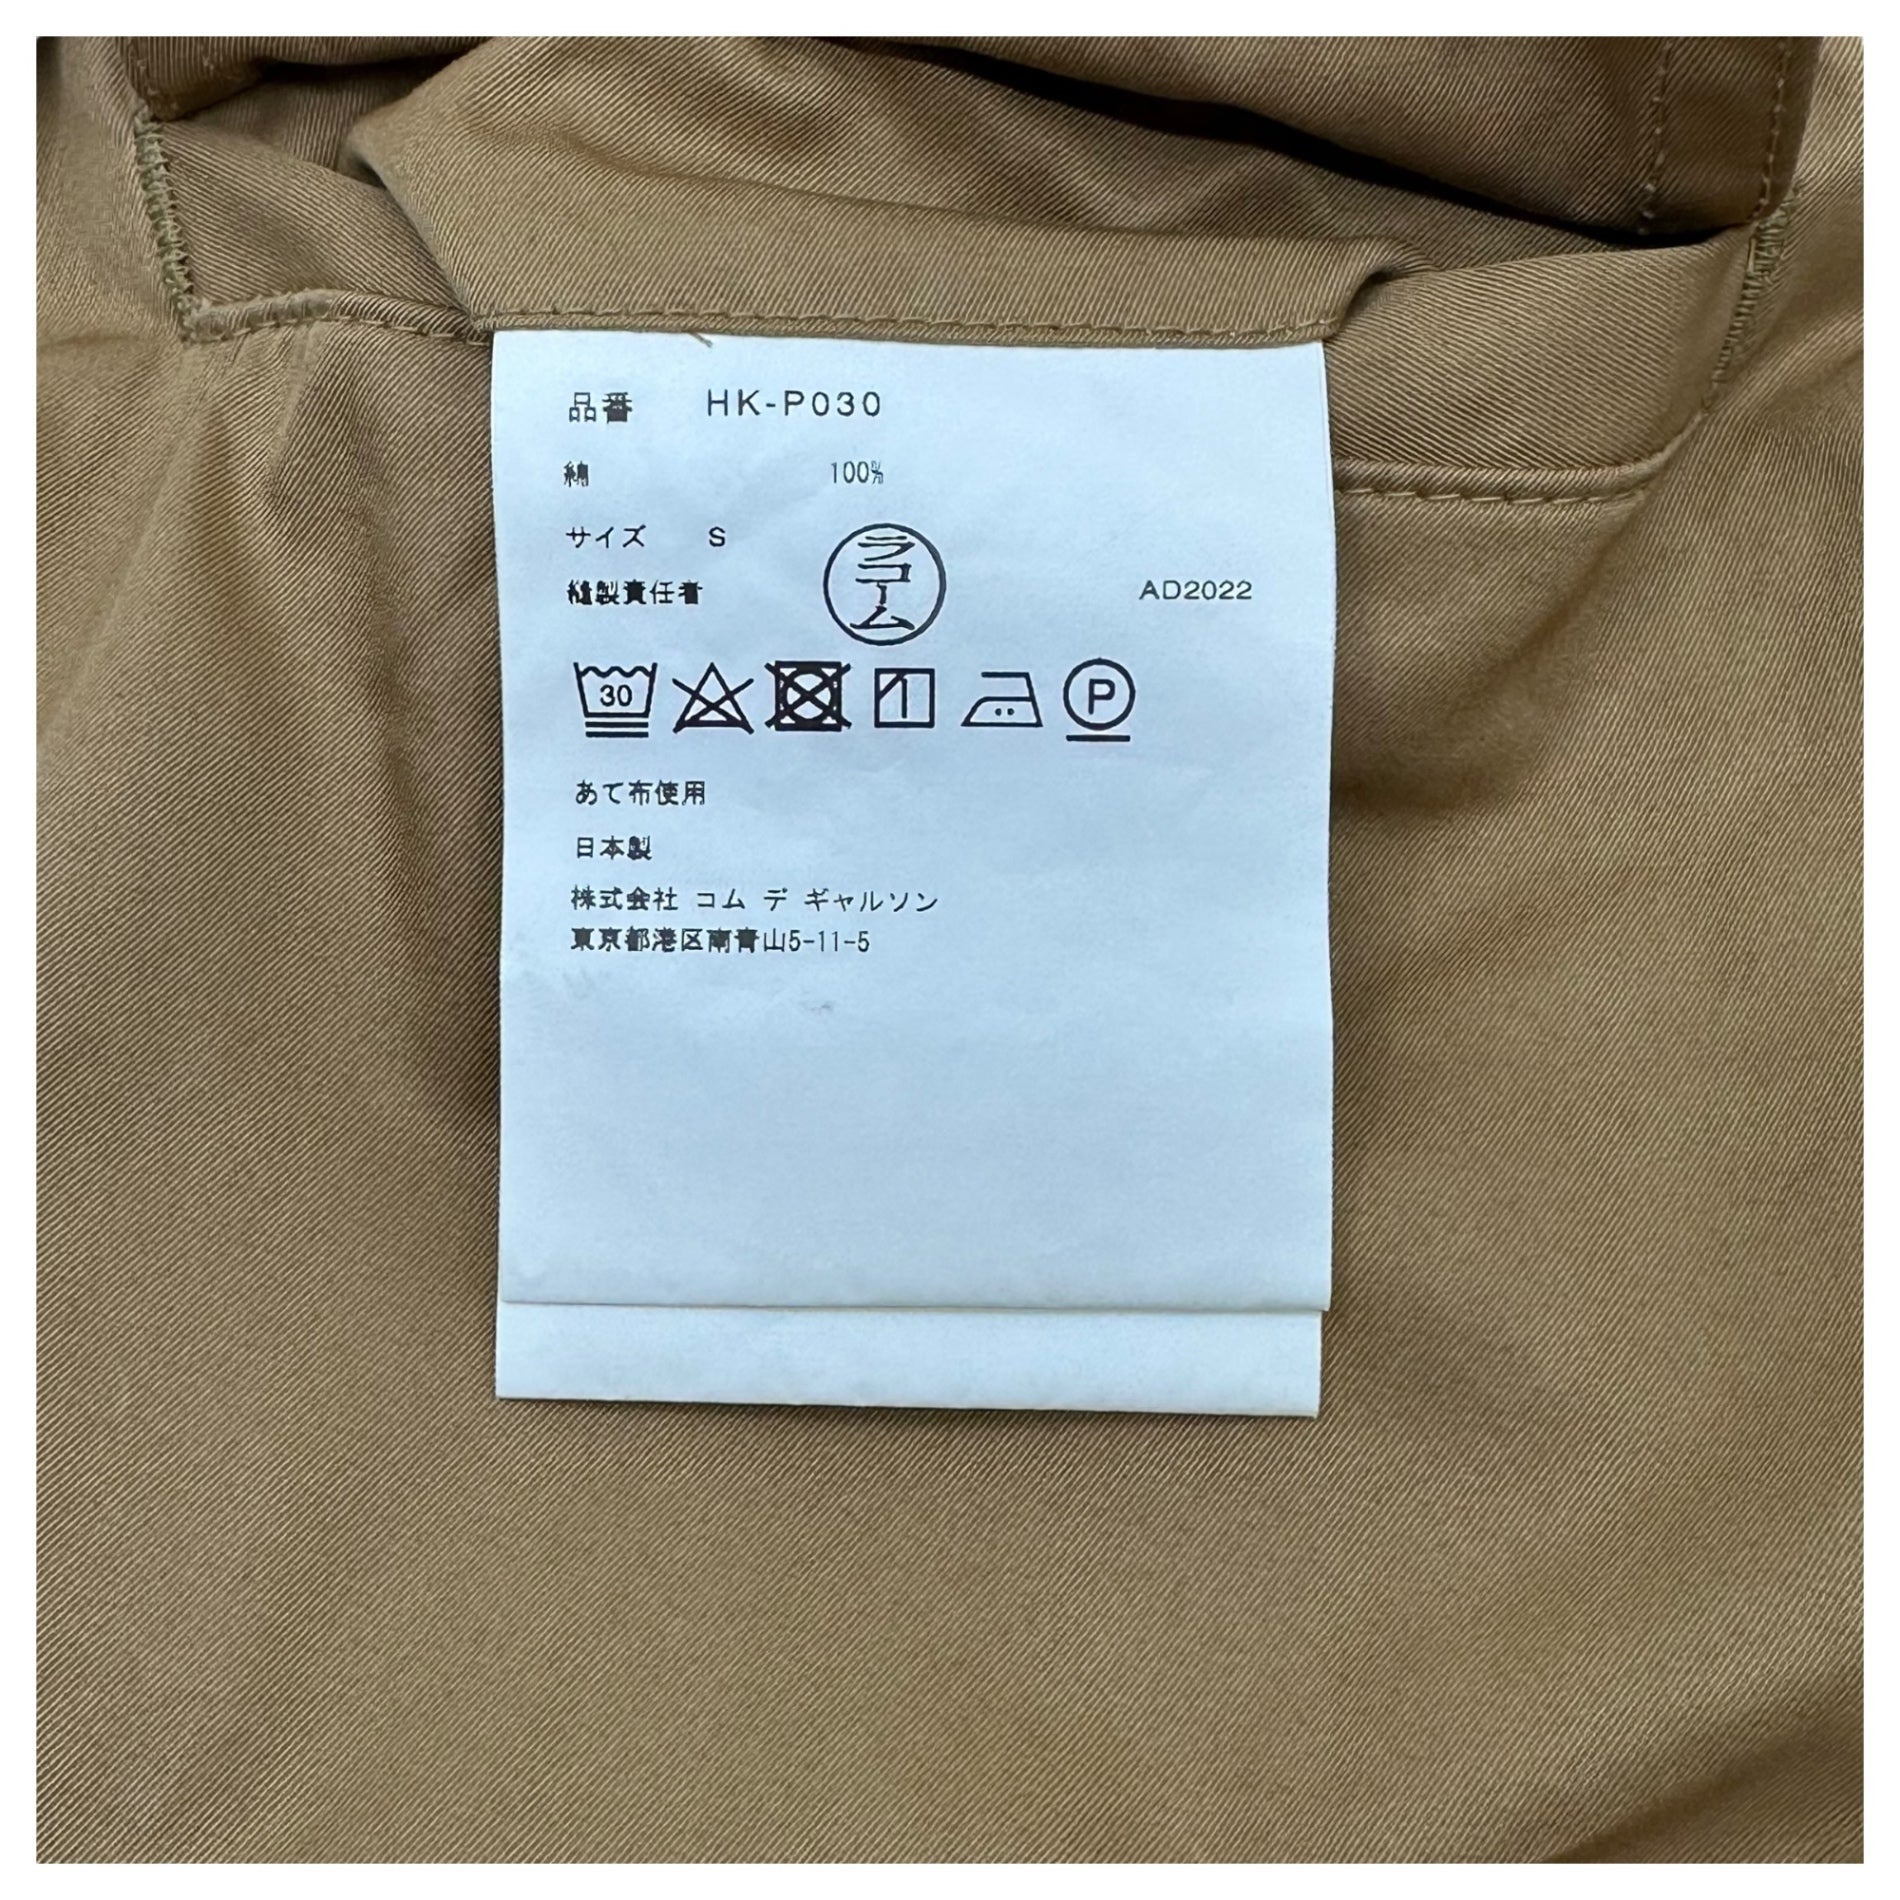 品番 HK-P030
綿 100%
サイズ S
ラコーム
縫製責任者 AD2022
30
P
あて布使用
日本製
株式会社 コム デ ギャルソン
東京都港区南青山5-11-5